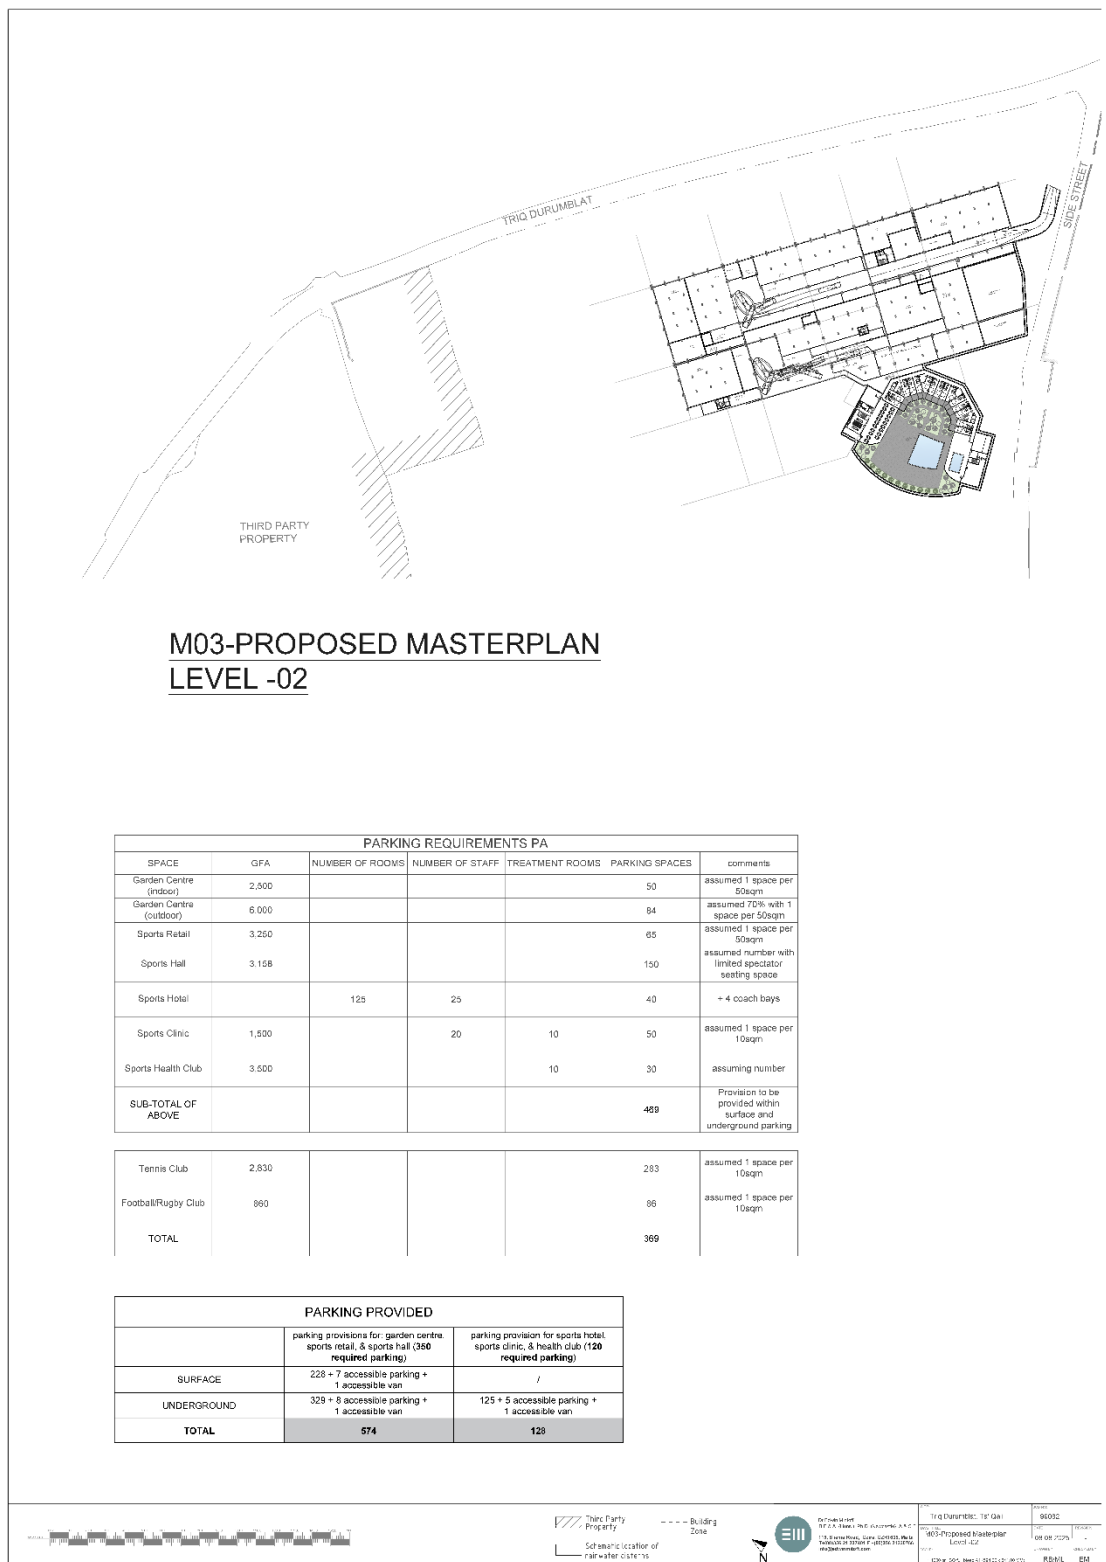 TRIQ DURUMBLAT
SIDE STREET
THIRD PARTY
PROPERTY
M03-PROPOSED MASTERPLAN
LEVEL -02
PARKING REQUIREMENTS PA
SPACE GFA NUMBER OF ROOMS NUMBER OF STAFF TREATMENT ROOMS PARKING SPACES comments
Garden Centre (indoor) 2,500 50 assumed 1 space per 50sqm
Garden Centre (outdoor) 6,000 84 assumed 70% with 1 space per 50sqm
Sports Retail 3,250 65 assumed 1 space per 50sqm
Sports Hall 3,158 150 assumed number with limited spectator seating space
Sports Hotel 125 25 40 + 4 coach bays
Sports Clinic 1,500 20 10 50 assumed 1 space per 10sqm
Sports Health Club 3,500 10 30 assuming number
SUB-TOTAL OF ABOVE 469 Provision to be provided within surface and underground parking
Tennis Club 2,830 283 assumed 1 space per 10sqm
Football/Rugby Club 860 86 assumed 1 space per 10sqm
TOTAL 369
PARKING PROVIDED
parking provisions for: garden centre, sports retail, & sports hall (350 required parking) parking provision for sports hotel, sports clinic, & health club (120 required parking)
SURFACE 228 + 7 accessible parking + 1 accessible van /
UNDERGROUND 329 + 8 accessible parking + 1 accessible van 125 + 5 accessible parking + 1 accessible van
TOTAL 574 128
Third Party
Property
Building
Zone
Schematic location of
rainwater cisterns
N
EM
Triq Durumblat, Ta' Qali
M03-Proposed Masterplan
Level -02
08.08.2025
EM